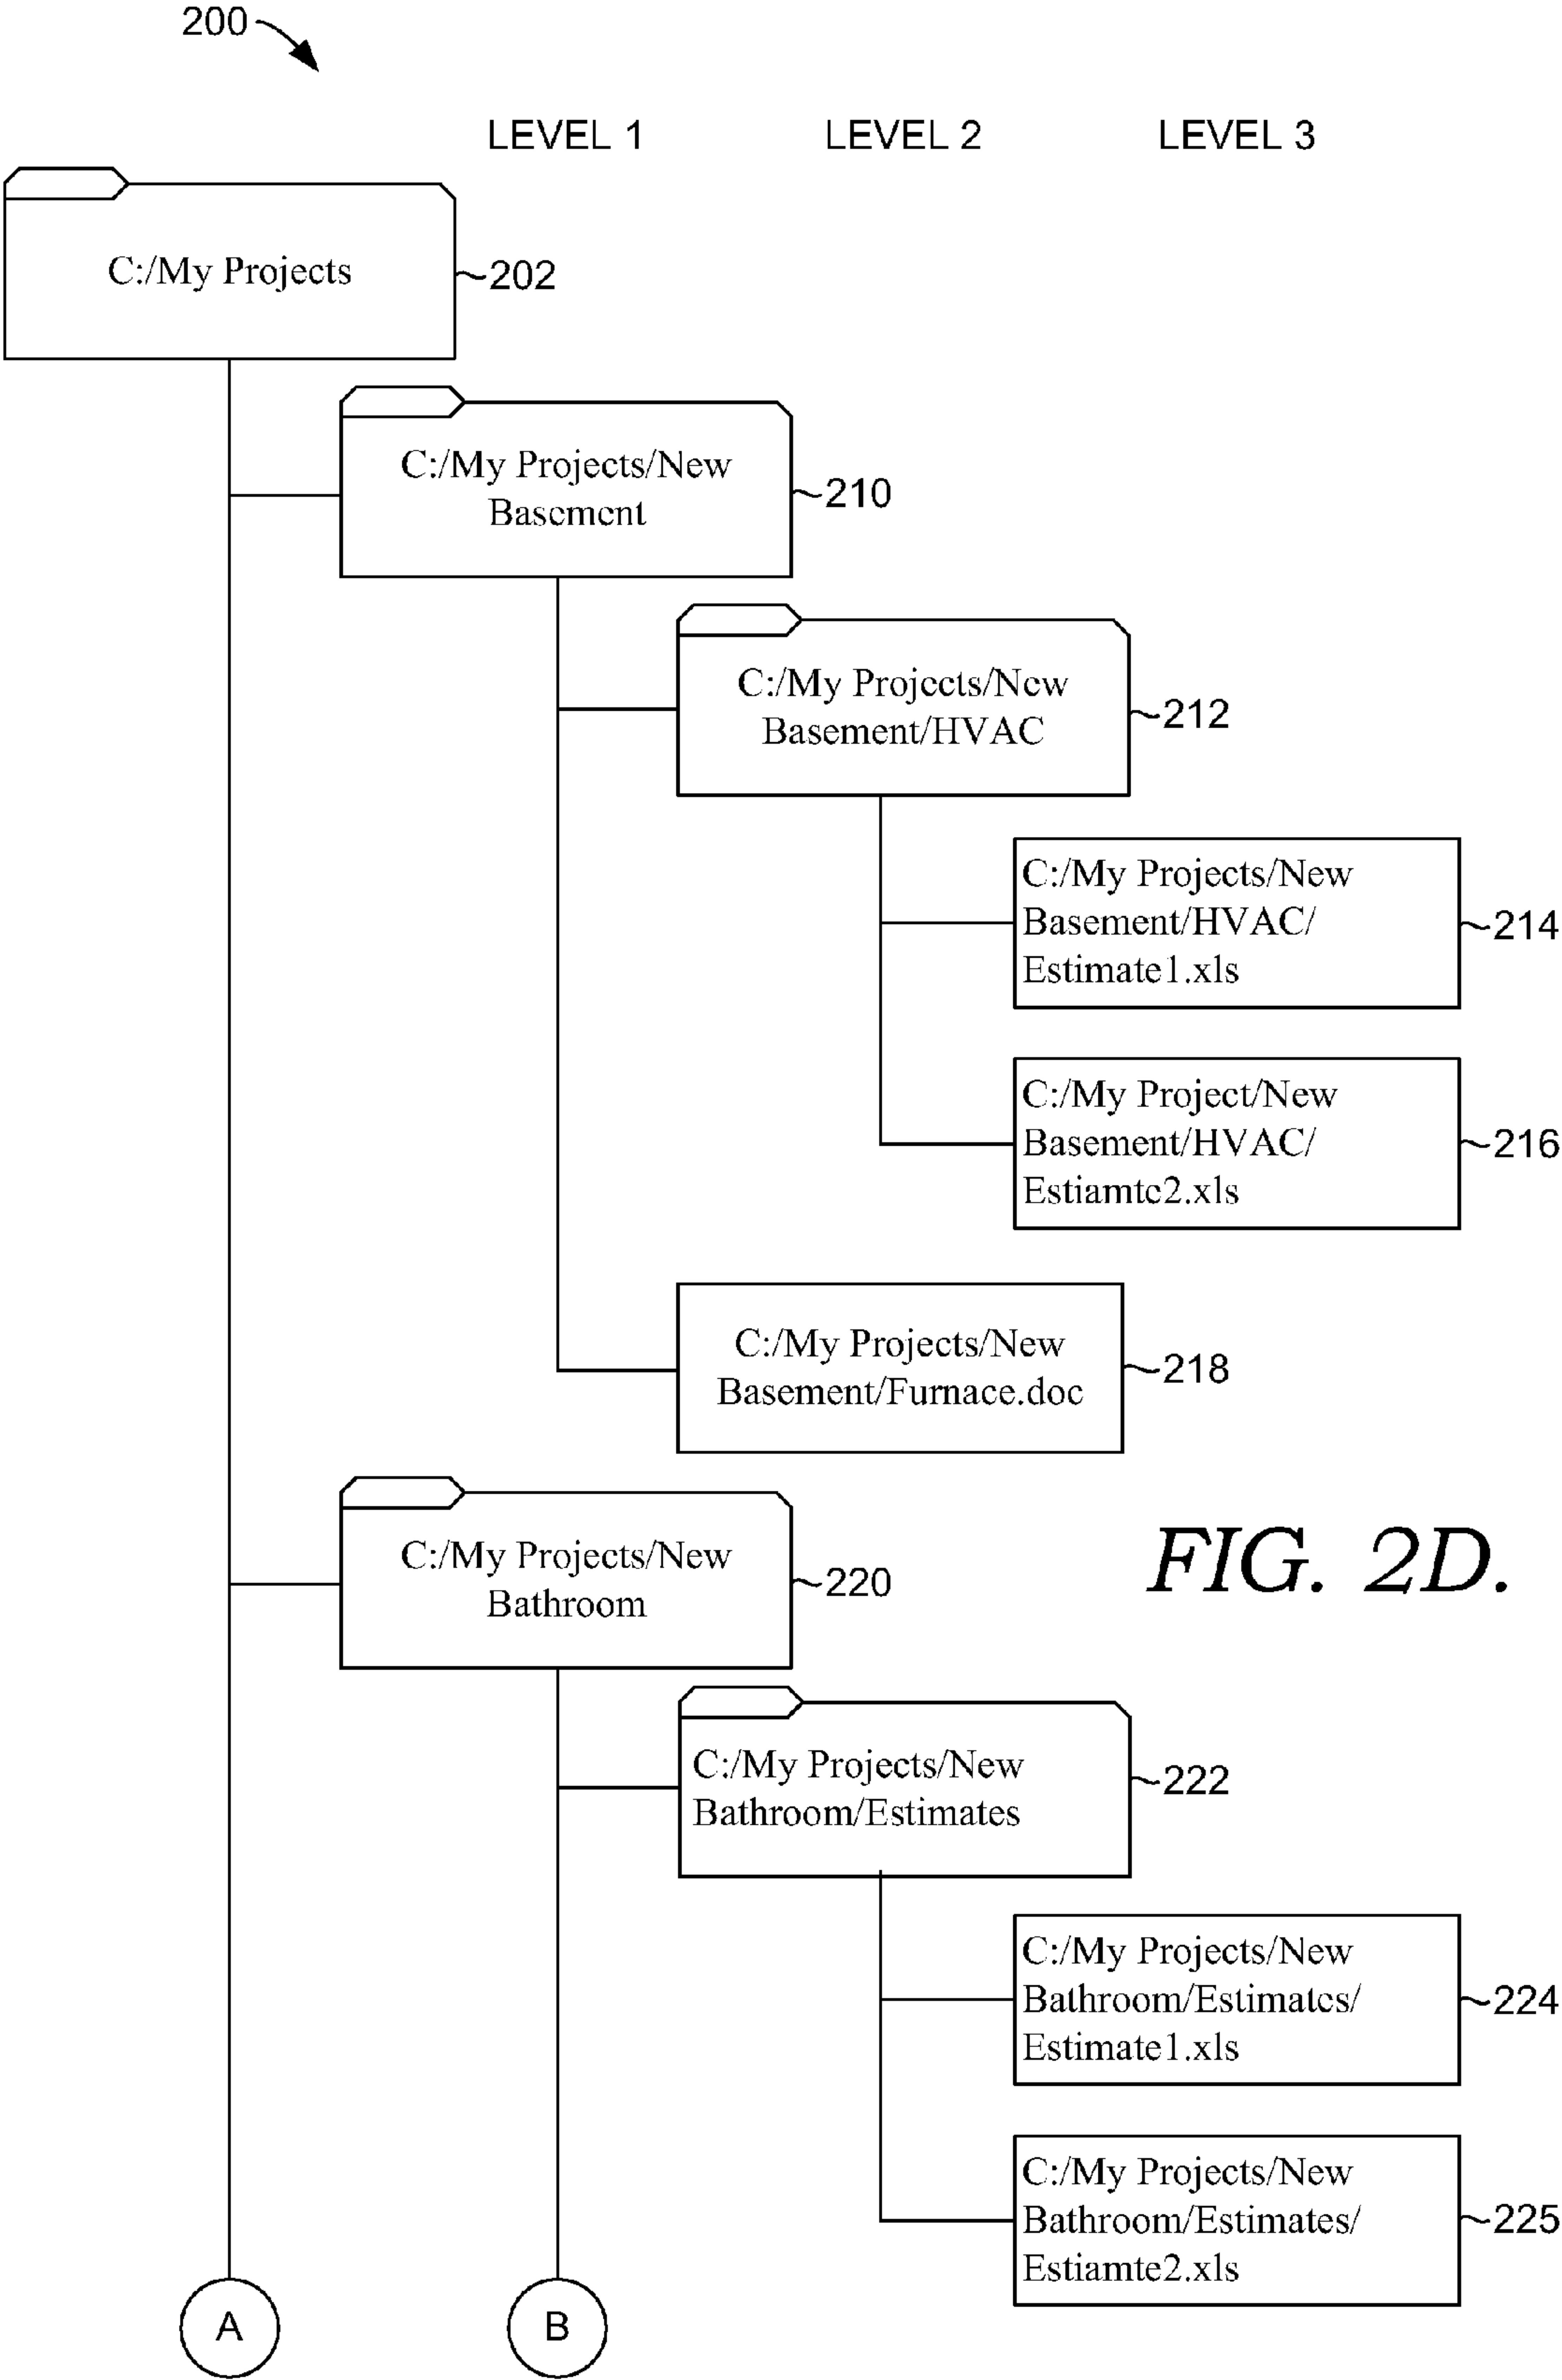 200
LEVEL 1 LEVEL 2 LEVEL 3
C:/My Projects
202
C:/My Projects/New
Basement
210
C:/My Projects/New
Basement/HVAC
212
C:/My Projects/New
Basement/HVAC/
Estimate1.xls
214
C:/My Project/New
Basement/HVAC/
Estiamte2.xls
216
C:/My Projects/New
Basement/Furnace.doc
218
C:/My Projects/New
Bathroom
220
FIG. 2D.
C:/My Projects/New
Bathroom/Estimates
222
C:/My Projects/New
Bathroom/Estimates/
Estimate1.xls
224
C:/My Projects/New
Bathroom/Estimates/
Estiamte2.xls
225
A
B